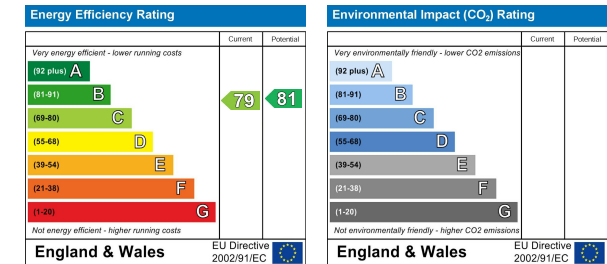 Energy Efficiency Rating
Current Potential
Very energy efficient - lower running costs
(92 plus) A
(81-91) B
(69-80) C
(55-68) D
(39-54) E
(21-38) F
(1-20) G
79 81
Not energy efficient - higher running costs
England & Wales
EU Directive
2002/91/EC
Environmental Impact (CO₂) Rating
Current Potential
Very environmentally friendly - lower CO2 emissions
(92 plus) A
(81-91) B
(69-80) C
(55-68) D
(39-54) E
(21-38) F
(1-20) G
Not environmentally friendly - higher CO2 emissions
England & Wales
EU Directive
2002/91/EC